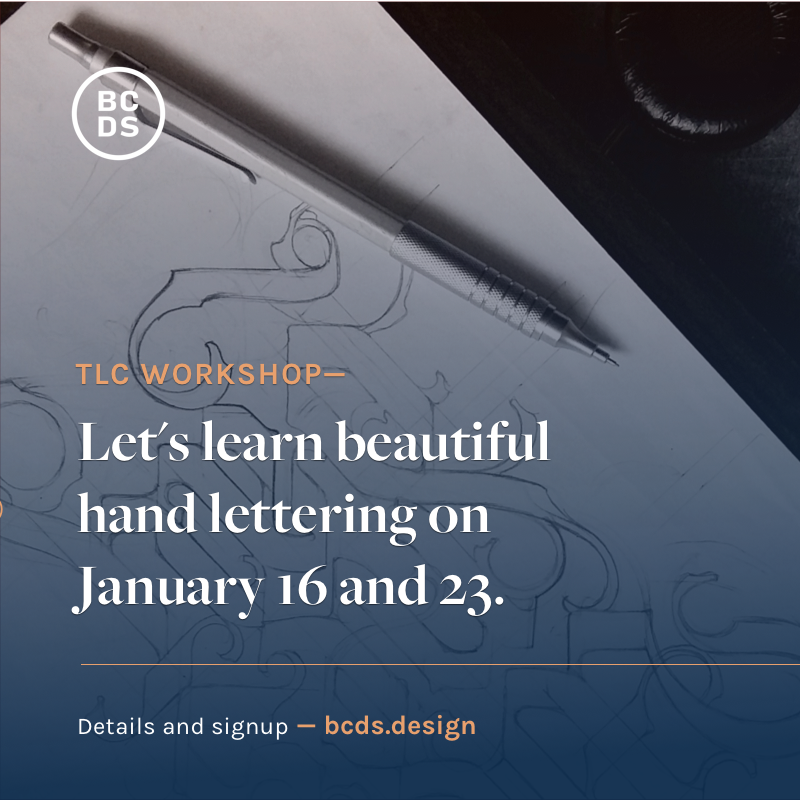 BC
DS
TLC WORKSHOP—
Let's learn beautiful
hand lettering on
January 16 and 23.
Details and signup — bcds.design